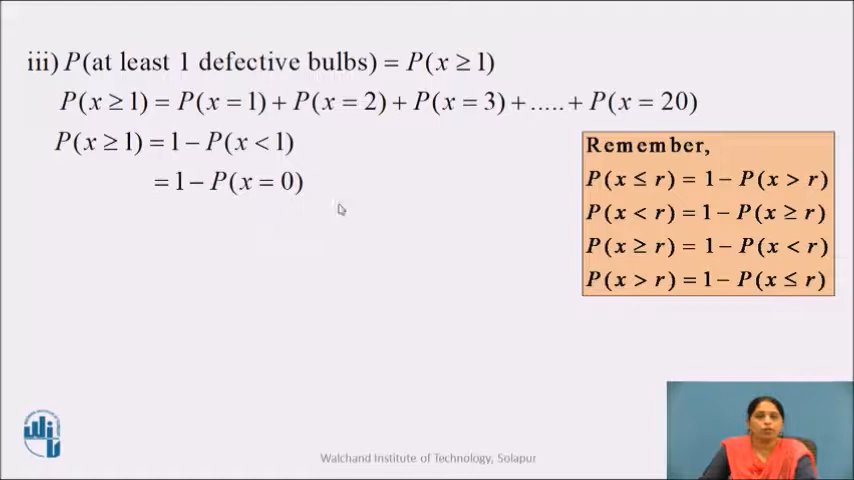 iii) P(at least 1 defective bulbs) = P(x ≥ 1)
P(x ≥ 1) = P(x = 1) + P(x = 2) + P(x = 3) + ..... + P(x = 20)
P(x ≥ 1) = 1 − P(x < 1)
= 1 − P(x = 0)
Remember,
P(x ≤ r) = 1 − P(x > r)
P(x < r) = 1 − P(x ≥ r)
P(x ≥ r) = 1 − P(x < r)
P(x > r) = 1 − P(x ≤ r)
Walchand Institute of Technology, Solapur